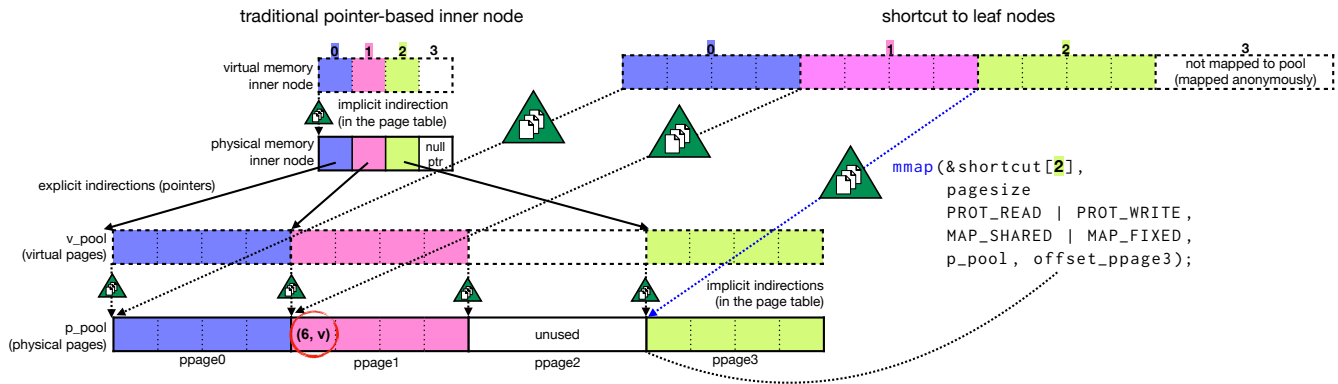 traditional pointer-based inner node
shortcut to leaf nodes
0 1 2 3
0 1 2 3
virtual memory
inner node
not mapped to pool
(mapped anonymously)
implicit indirection
(in the page table)
physical memory
inner node
null
ptr
explicit indirections (pointers)
mmap(&shortcut[2],
pagesize
PROT_READ | PROT_WRITE,
MAP_SHARED | MAP_FIXED,
p_pool, offset_ppage3);
v_pool
(virtual pages)
implicit indirections
(in the page table)
p_pool
(physical pages)
(6, v)
unused
ppage0
ppage1
ppage2
ppage3